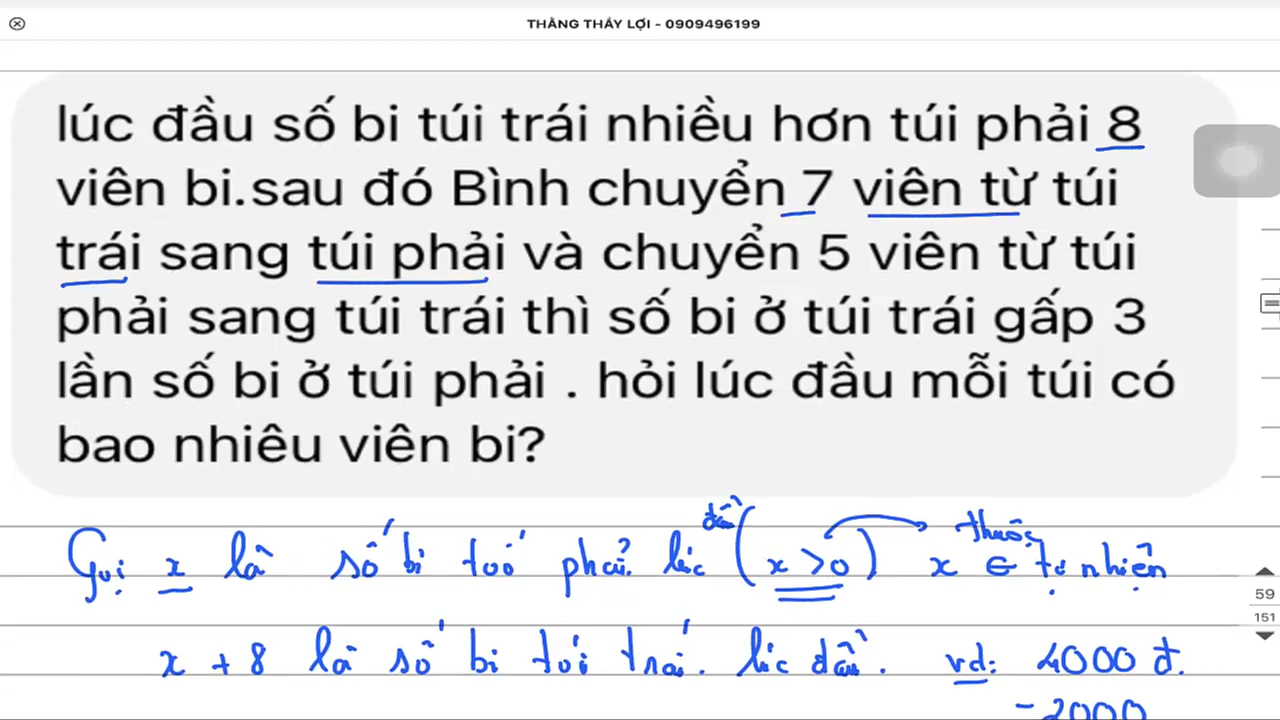 THẮNG THẦY LỢI - 0909496199
lúc đầu số bi túi trái nhiều hơn túi phải 8
viên bi.sau đó Bình chuyển 7 viên từ túi
trái sang túi phải và chuyển 5 viên từ túi
phải sang túi trái thì số bi ở túi trái gấp 3
lần số bi ở túi phải . hỏi lúc đầu mỗi túi có
bao nhiêu viên bi?
Gọi x là số bi túi phải lúc đầu (x > 0) x ∈ tự nhiên
thuộc
x + 8 là số bi túi trái lúc đầu. vd: 4000 đ.
- 2000
59
151